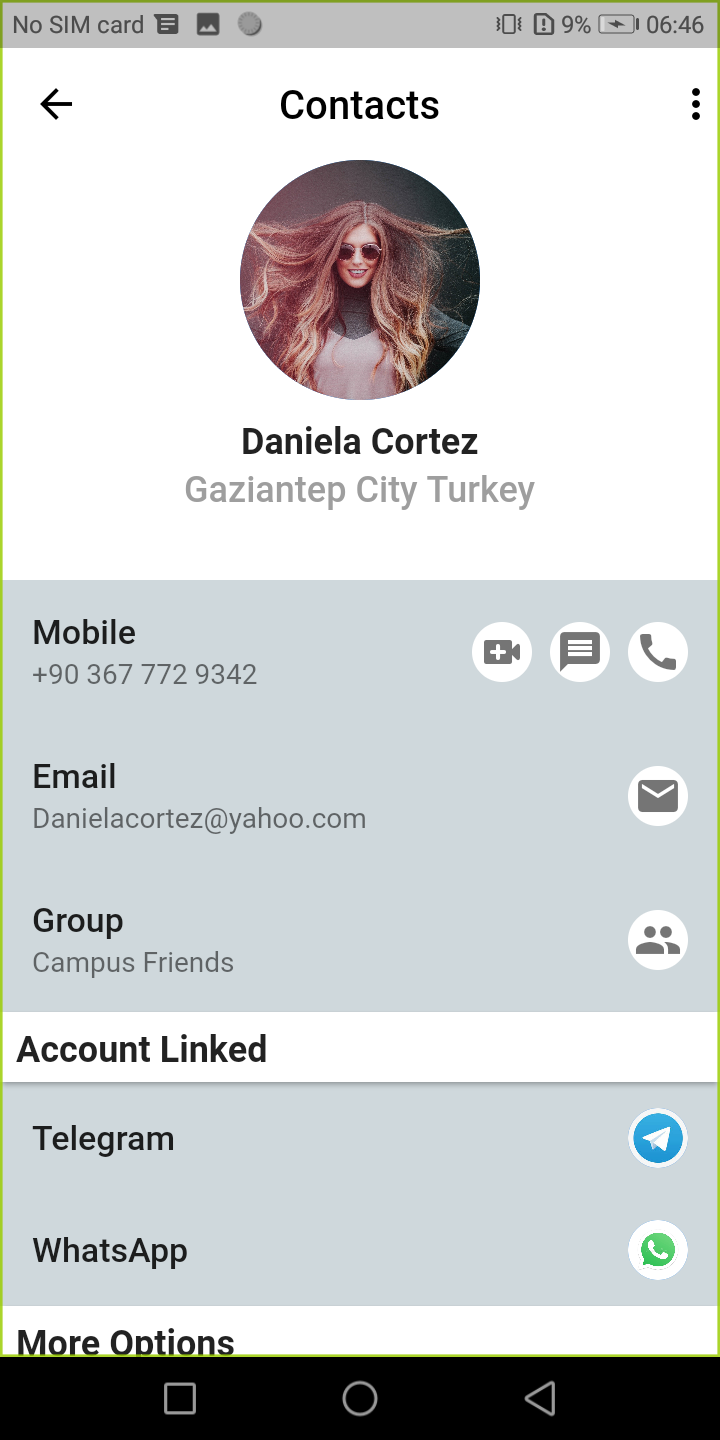 No SIM card 9% 06:46
Contacts
Daniela Cortez
Gaziantep City Turkey
Mobile
+90 367 772 9342
Email
Danielacortez@yahoo.com
Group
Campus Friends
Account Linked
Telegram
WhatsApp
More Options